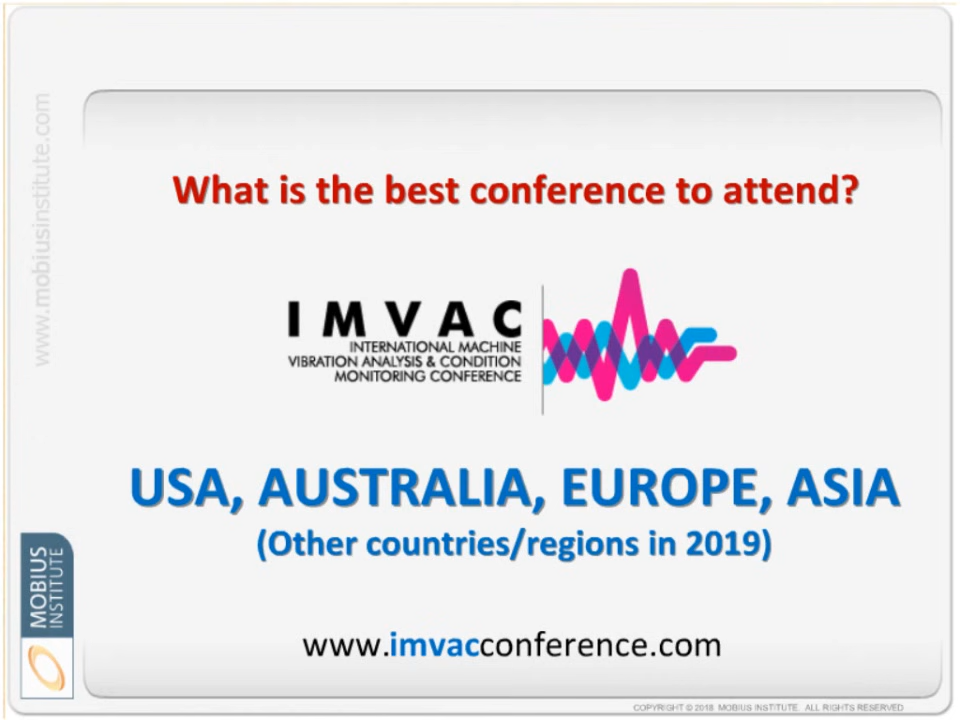 www.mobiusinstitute.com
What is the best conference to attend?
IMVAC
INTERNATIONAL MACHINE
VIBRATION ANALYSIS & CONDITION
MONITORING CONFERENCE
USA, AUSTRALIA, EUROPE, ASIA
(Other countries/regions in 2019)
MOBIUS
INSTITUTE
www.imvacconference.com
COPYRIGHT © 2018 MOBIUS INSTITUTE. ALL RIGHTS RESERVED